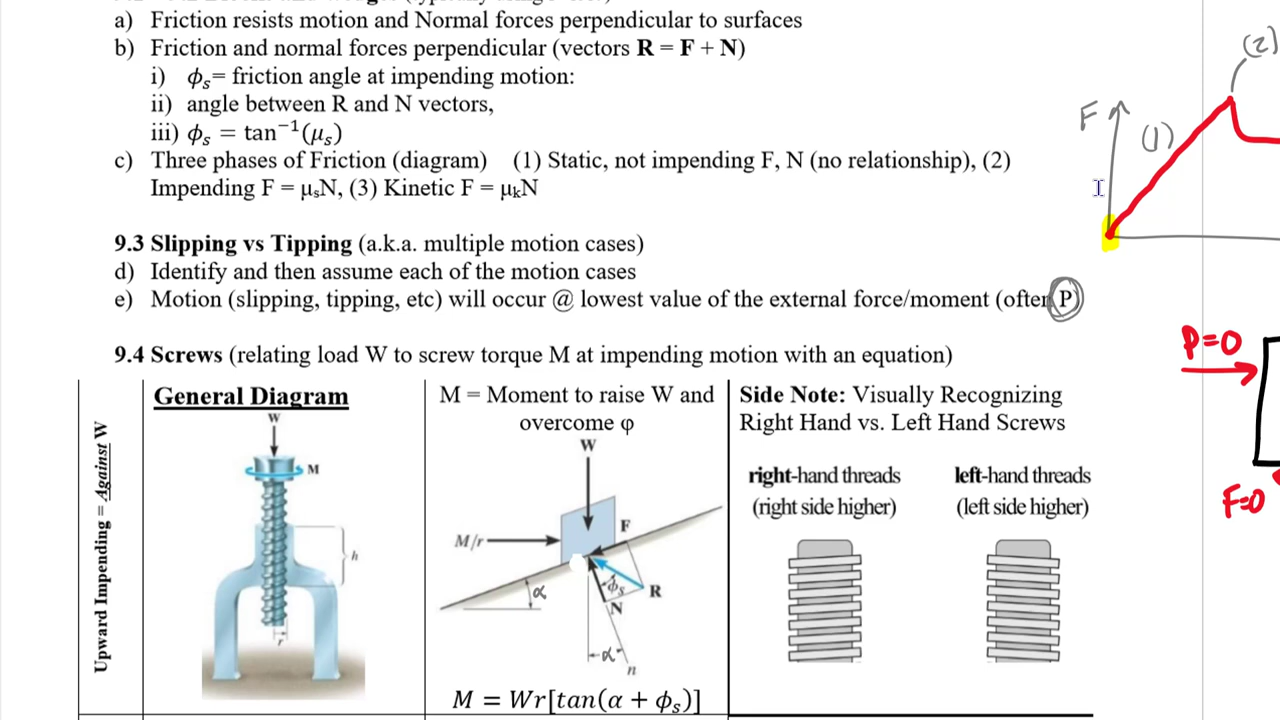 a) Friction resists motion and Normal forces perpendicular to surfaces
b) Friction and normal forces perpendicular (vectors R = F + N)
i) ϕs= friction angle at impending motion:
ii) angle between R and N vectors,
iii) ϕs = tan⁻¹(μs)
c) Three phases of Friction (diagram) (1) Static, not impending F, N (no relationship), (2)
Impending F = μsN, (3) Kinetic F = μkN
(2)
F
(1)
9.3 Slipping vs Tipping (a.k.a. multiple motion cases)
d) Identify and then assume each of the motion cases
e) Motion (slipping, tipping, etc) will occur @ lowest value of the external force/moment (often P)
P=0
F=0
9.4 Screws (relating load W to screw torque M at impending motion with an equation)
Upward Impending = Against W
General Diagram
W
M
h
r
M = Moment to raise W and
overcome φ
W
M/r
F
α
ϕs
R
N
α
n
M = Wr[tan(α + ϕs)]
Side Note: Visually Recognizing
Right Hand vs. Left Hand Screws
right-hand threads
(right side higher)
left-hand threads
(left side higher)